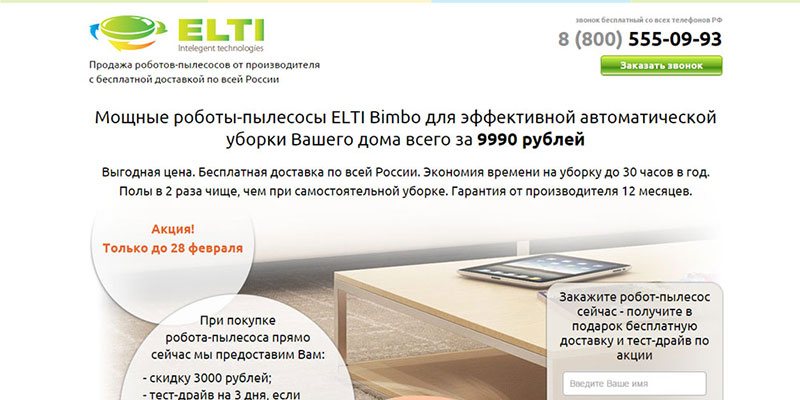 ELTI
Intelegent technologies
Продажа роботов-пылесосов от производителя
с бесплатной доставкой по всей России
звонок бесплатный со всех телефонов РФ
8 (800) 555-09-93
Заказать звонок
Мощные роботы-пылесосы ELTI Bimbo для эффективной автоматической
уборки Вашего дома всего за 9990 рублей
Выгодная цена. Бесплатная доставка по всей России. Экономия времени на уборку до 30 часов в год.
Полы в 2 раза чище, чем при самостоятельной уборке. Гарантия от производителя 12 месяцев.
Акция!
Только до 28 февраля
При покупке
робота-пылесоса прямо
сейчас мы предоставим Вам:
- скидку 3000 рублей;
- тест-драйв на 3 дня, если
Закажите робот-пылесос
сейчас - получите в
подарок бесплатную
доставку и тест-драйв по
акции
Введите Ваше имя